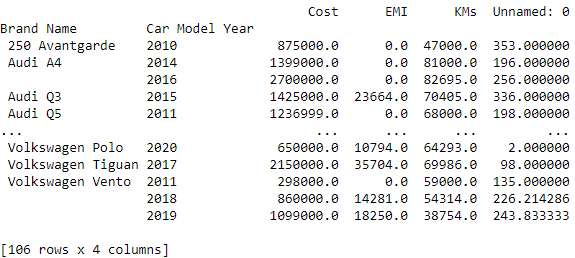 Cost EMI KMs Unnamed: 0
Brand Name Car Model Year
250 Avantgarde 2010 875000.0 0.0 47000.0 353.000000
Audi A4 2014 1399000.0 0.0 81000.0 196.000000
2016 2700000.0 0.0 82695.0 256.000000
Audi Q3 2015 1425000.0 23664.0 70405.0 336.000000
Audi Q5 2011 1236999.0 0.0 68000.0 198.000000
... ... ... ... ...
Volkswagen Polo 2020 650000.0 10794.0 64293.0 2.000000
Volkswagen Tiguan 2017 2150000.0 35704.0 69986.0 98.000000
Volkswagen Vento 2011 298000.0 0.0 59000.0 135.000000
2018 860000.0 14281.0 54314.0 226.214286
2019 1099000.0 18250.0 38754.0 243.833333
[106 rows x 4 columns]